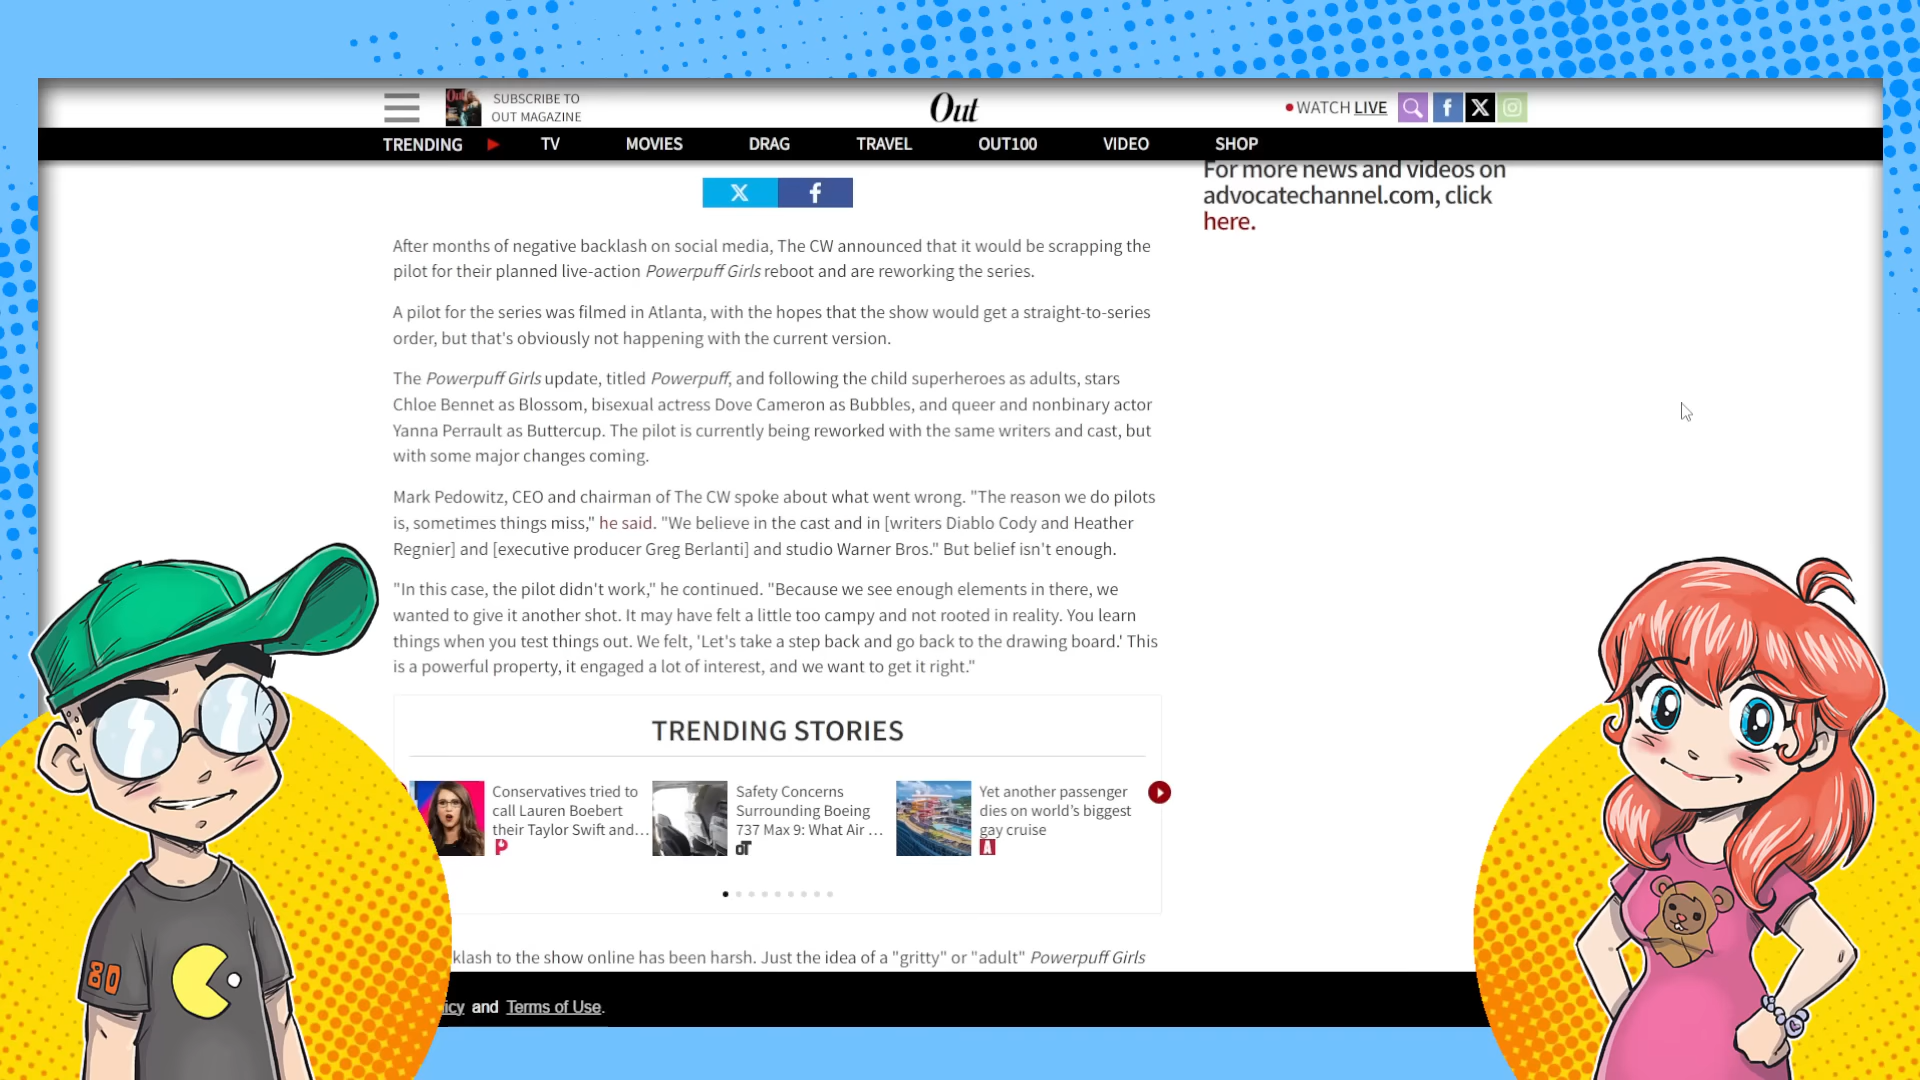 SUBSCRIBE TO
OUT MAGAZINE
Out
WATCH LIVE
TRENDING TV MOVIES DRAG TRAVEL OUT100 VIDEO SHOP
For more news and videos on
advocatechannel.com, click
here.
After months of negative backlash on social media, The CW announced that it would be scrapping the
pilot for their planned live-action Powerpuff Girls reboot and are reworking the series.
A pilot for the series was filmed in Atlanta, with the hopes that the show would get a straight-to-series
order, but that's obviously not happening with the current version.
The Powerpuff Girls update, titled Powerpuff, and following the child superheroes as adults, stars
Chloe Bennet as Blossom, bisexual actress Dove Cameron as Bubbles, and queer and nonbinary actor
Yanna Perrault as Buttercup. The pilot is currently being reworked with the same writers and cast, but
with some major changes coming.
Mark Pedowitz, CEO and chairman of The CW spoke about what went wrong. "The reason we do pilots
is, sometimes things miss," he said. "We believe in the cast and in [writers Diablo Cody and Heather
Regnier] and [executive producer Greg Berlanti] and studio Warner Bros." But belief isn't enough.
"In this case, the pilot didn't work," he continued. "Because we see enough elements in there, we
wanted to give it another shot. It may have felt a little too campy and not rooted in reality. You learn
things when you test things out. We felt, 'Let's take a step back and go back to the drawing board.' This
is a powerful property, it engaged a lot of interest, and we want to get it right."
TRENDING STORIES
Conservatives tried to
call Lauren Boebert
their Taylor Swift and...
Safety Concerns
Surrounding Boeing
737 Max 9: What Air ...
Yet another passenger
dies on world's biggest
gay cruise
klash to the show online has been harsh. Just the idea of a "gritty" or "adult" Powerpuff Girls
icy and Terms of Use.
80